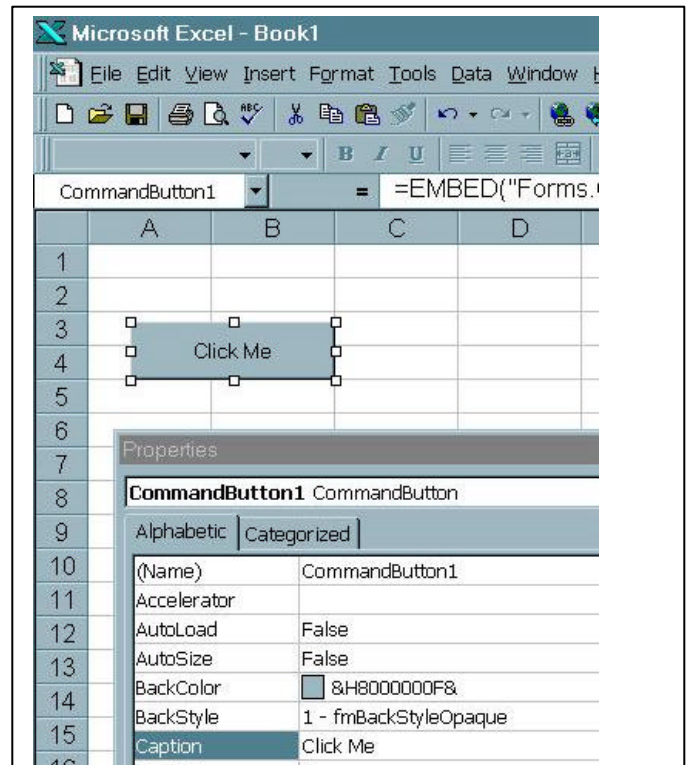 Microsoft Excel - Book1
File Edit View Insert Format Tools Data Window
ABC
B I U
CommandButton1 = =EMBED("Forms.
A B C D
1
2
3
Click Me
4
5
6
Properties
7
CommandButton1 CommandButton
8
Alphabetic Categorized
9
10
(Name) CommandButton1
11
Accelerator
12
AutoLoad False
AutoSize False
13
BackColor &H8000000F&
14
BackStyle 1 - fmBackStyleOpaque
15
Caption Click Me